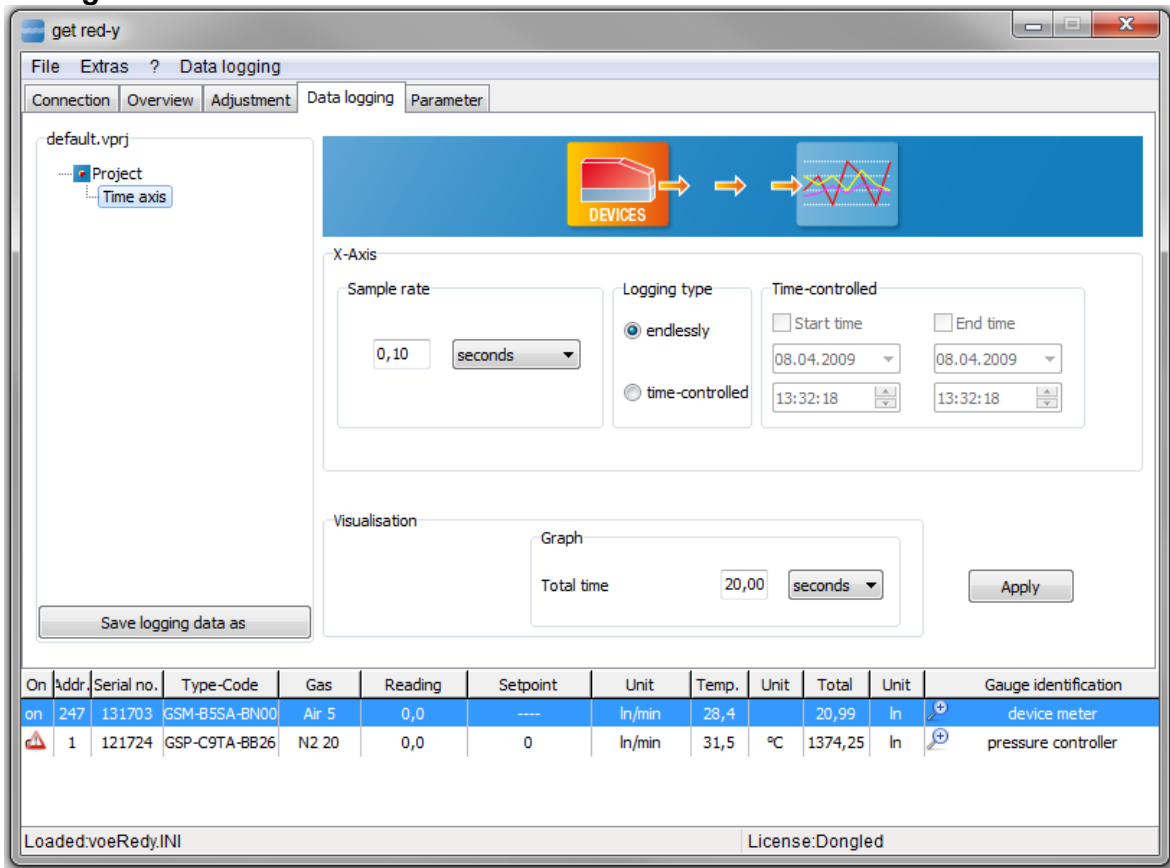 get red-y
File Extras ? Data logging
Connection Overview Adjustment Data logging Parameter
default.vprj
Project
Time axis
DEVICES
X-Axis
Sample rate Logging type Time-controlled
endlessly Start time End time
0,10 seconds 08.04.2009 08.04.2009
time-controlled 13:32:18 13:32:18
Visualisation
Graph
Total time 20,00 seconds Apply
Save logging data as
On Addr. Serial no. Type-Code Gas Reading Setpoint Unit Temp. Unit Total Unit Gauge identification
on 247 131703 GSM-B5SA-BN00 Air 5 0,0 ---- ln/min 28,4 20,99 ln device meter
1 121724 GSP-C9TA-BB26 N2 20 0,0 0 ln/min 31,5 ºC 1374,25 ln pressure controller
Loaded:voeRedy.INI License:Dongled